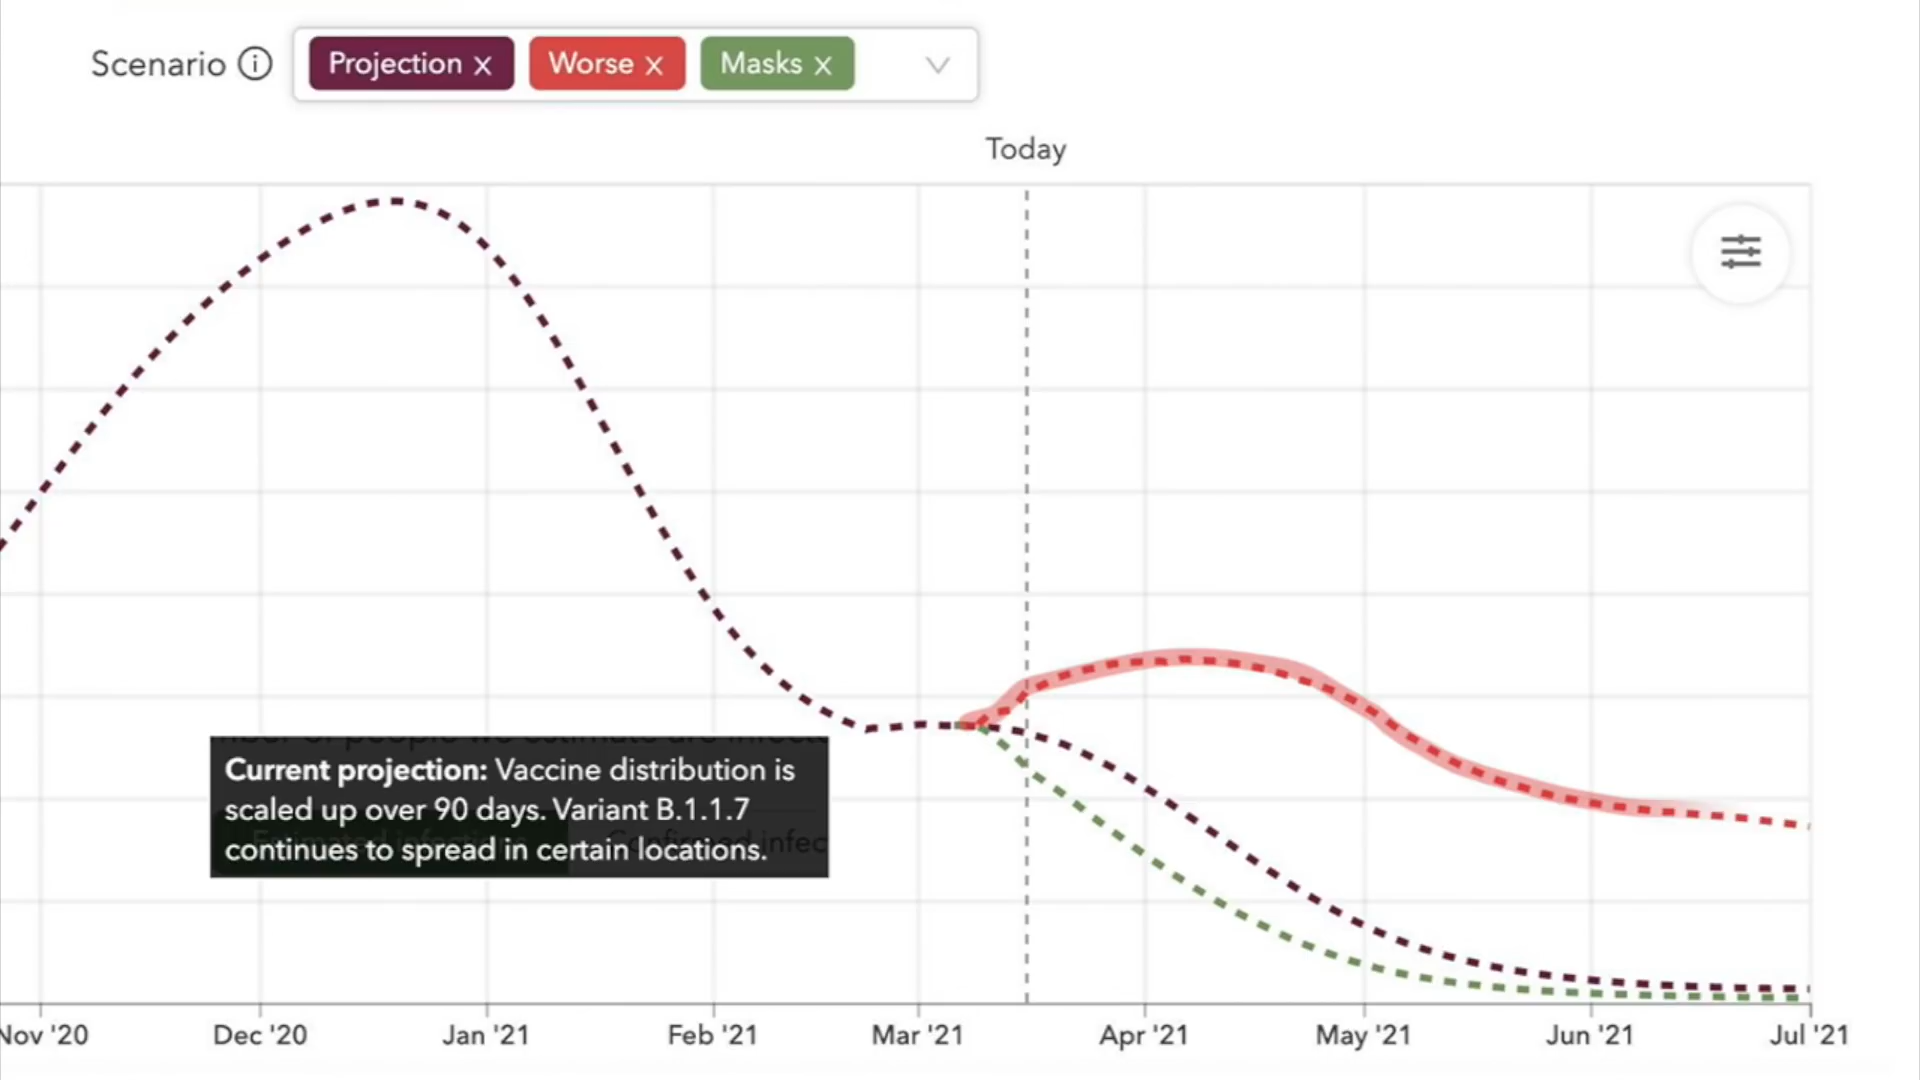 Scenario
Projection x
Worse x
Masks x
Today
Current projection: Vaccine distribution is
scaled up over 90 days. Variant B.1.1.7
continues to spread in certain locations.
Nov '20
Dec '20
Jan '21
Feb '21
Mar '21
Apr '21
May '21
Jun '21
Jul '21